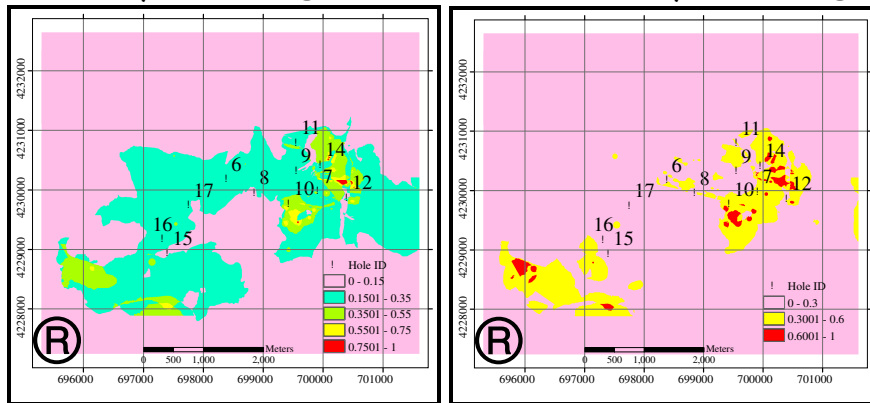 4232000
4231000
4230000
4229000
4228000
11
9
14
6
7
8
10
12
17
16
15
! Hole ID
0 - 0.15
0.1501 - 0.35
0.3501 - 0.55
0.5501 - 0.75
0.7501 - 1
R
Meters
0 500 1,000 2,000
696000 697000 698000 699000 700000 701000
4232000
4231000
4230000
4229000
4228000
11
9
14
6
7
8
10
12
17
16
15
! Hole ID
0 - 0.3
0.3001 - 0.6
0.6001 - 1
R
Meters
0 500 1,000 2,000
696000 697000 698000 699000 700000 701000